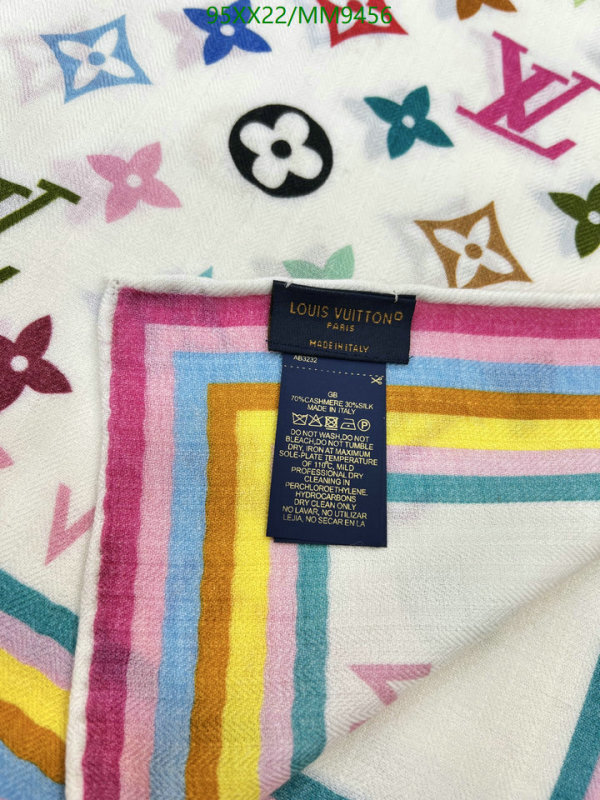 95XX22/MM9456
LOUIS VUITTON
PARIS
MADE IN ITALY
AB3232
GB
70%CASHMERE 30%SILK
MADE IN ITALY
DO NOT WASH,DO NOT
BLEACH,DO NOT TUMBLE
DRY, IRON AT MAXIMUM
SOLE-PLATE TEMPERATURE
OF 110°C, MILD
PROFESSIONAL DRY
CLEANING IN
PERCHLOROETHYLENE.
HYDROCARBONS
DRY CLEAN ONLY
NO LAVAR, NO UTILIZAR
LEJIA, NO SECAR EN LA